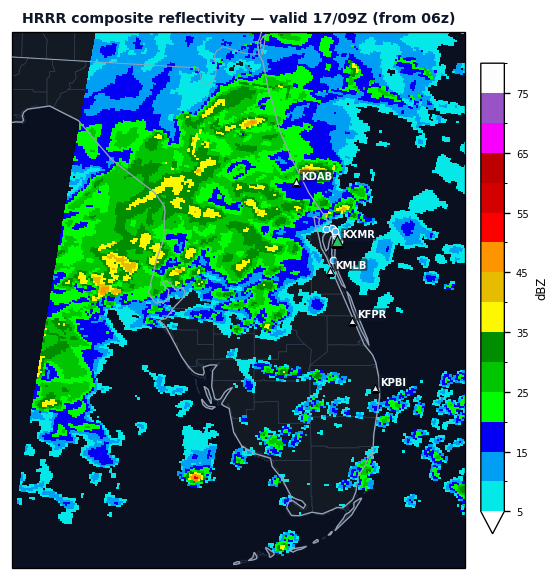 HRRR composite reflectivity — valid 17/09Z (from 06z)
KDAB
KXMR
KMLB
KFPR
KPBI
75
65
55
45
35
25
15
5
dBZ